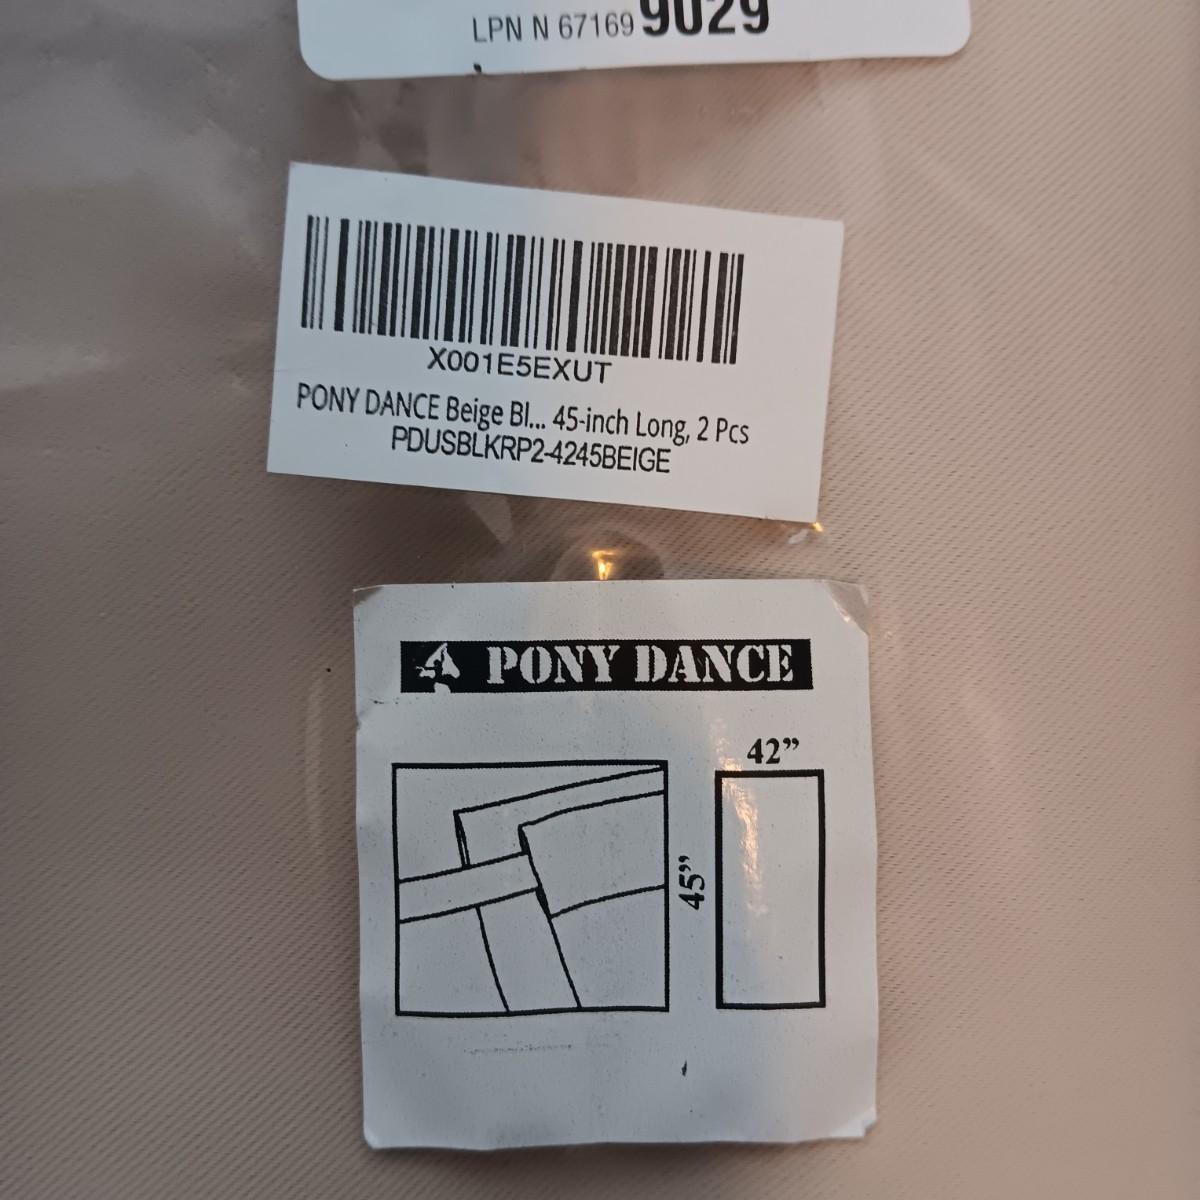 LPN N 67169 9029
X001E5EXUT
PONY DANCE Beige Bl... 45-inch Long, 2 Pcs
PDUSBLKRP2-4245BEIGE
PONY DANCE
42”
45”